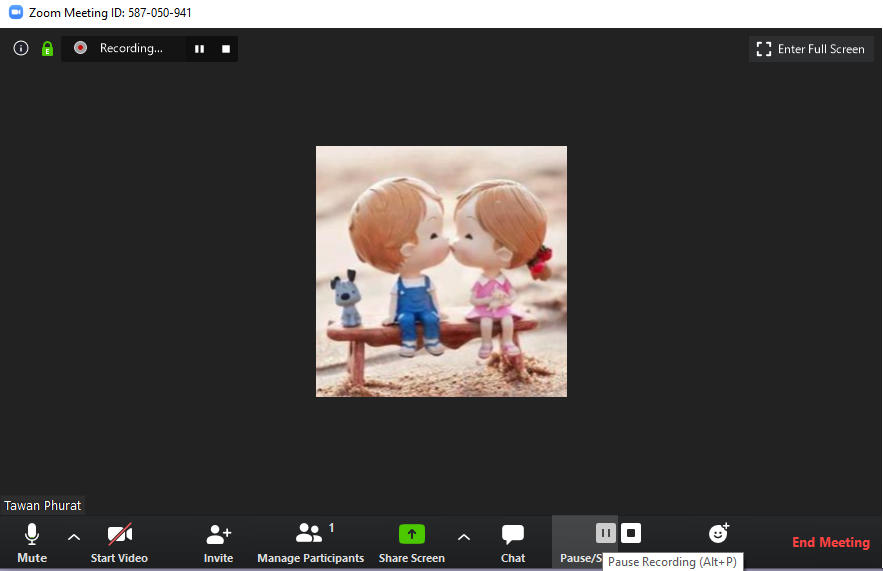 Zoom Meeting ID: 587-050-941
Recording...
Enter Full Screen
Tawan Phurat
1
Mute
Start Video
Invite
Manage Participants
Share Screen
Chat
Pause/S
End Meeting
Pause Recording (Alt+P)